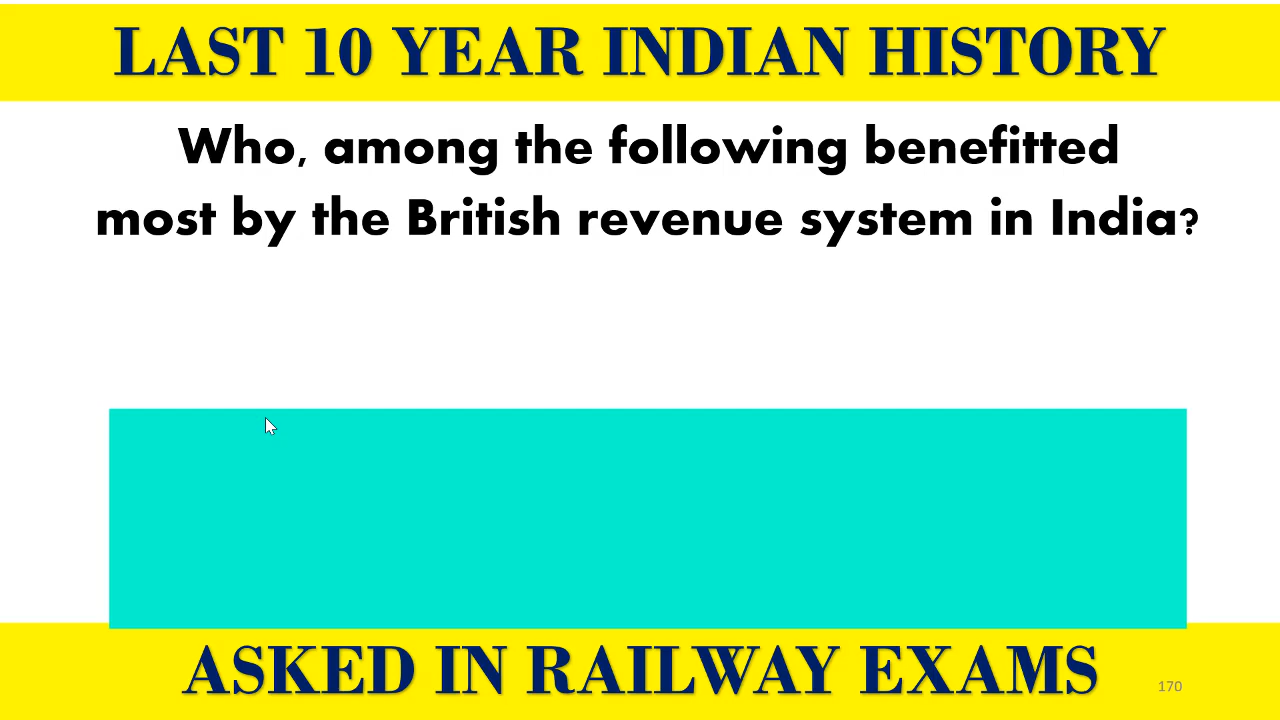 LAST 10 YEAR INDIAN HISTORY
Who, among the following benefitted
most by the British revenue system in India?
ASKED IN RAILWAY EXAMS
170